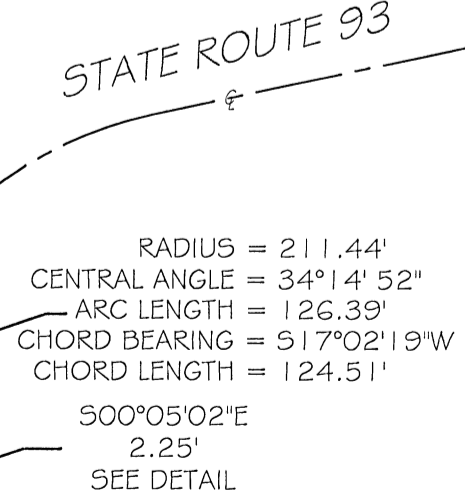 STATE ROUTE 93
℄
RADIUS = 211.44'
CENTRAL ANGLE = 34°14'52"
ARC LENGTH = 126.39'
CHORD BEARING = S17°02'19"W
CHORD LENGTH = 124.51'
S00°05'02"E
2.25'
SEE DETAIL